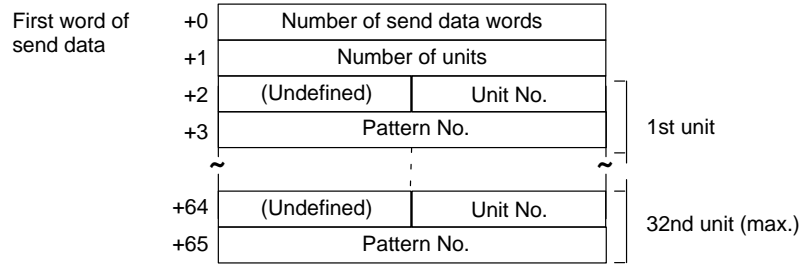 First word of
send data
+0 Number of send data words
+1 Number of units
+2 (Undefined) Unit No.
+3 Pattern No.
1st unit
~ ~
+64 (Undefined) Unit No.
+65 Pattern No.
32nd unit (max.)